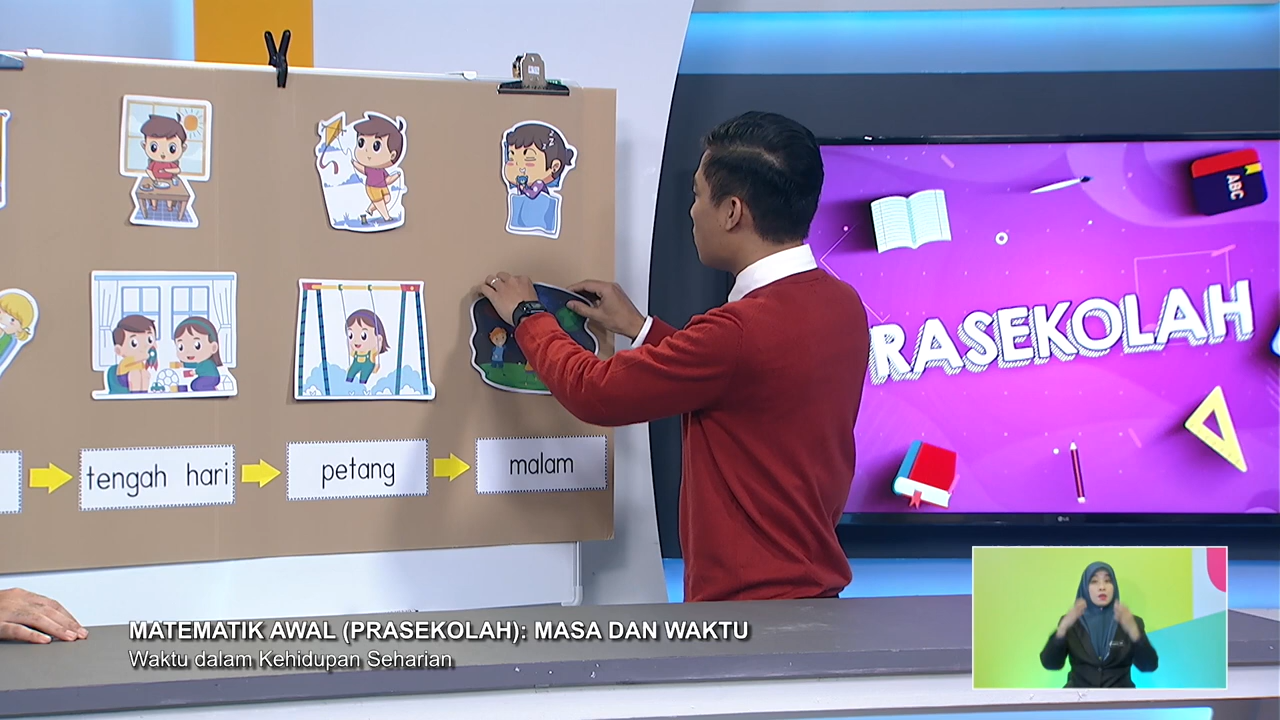 ABC
PRASEKOLAH
tengah hari
petang
malam
MATEMATIK AWAL (PRASEKOLAH): MASA DAN WAKTU
Waktu dalam Kehidupan Seharian